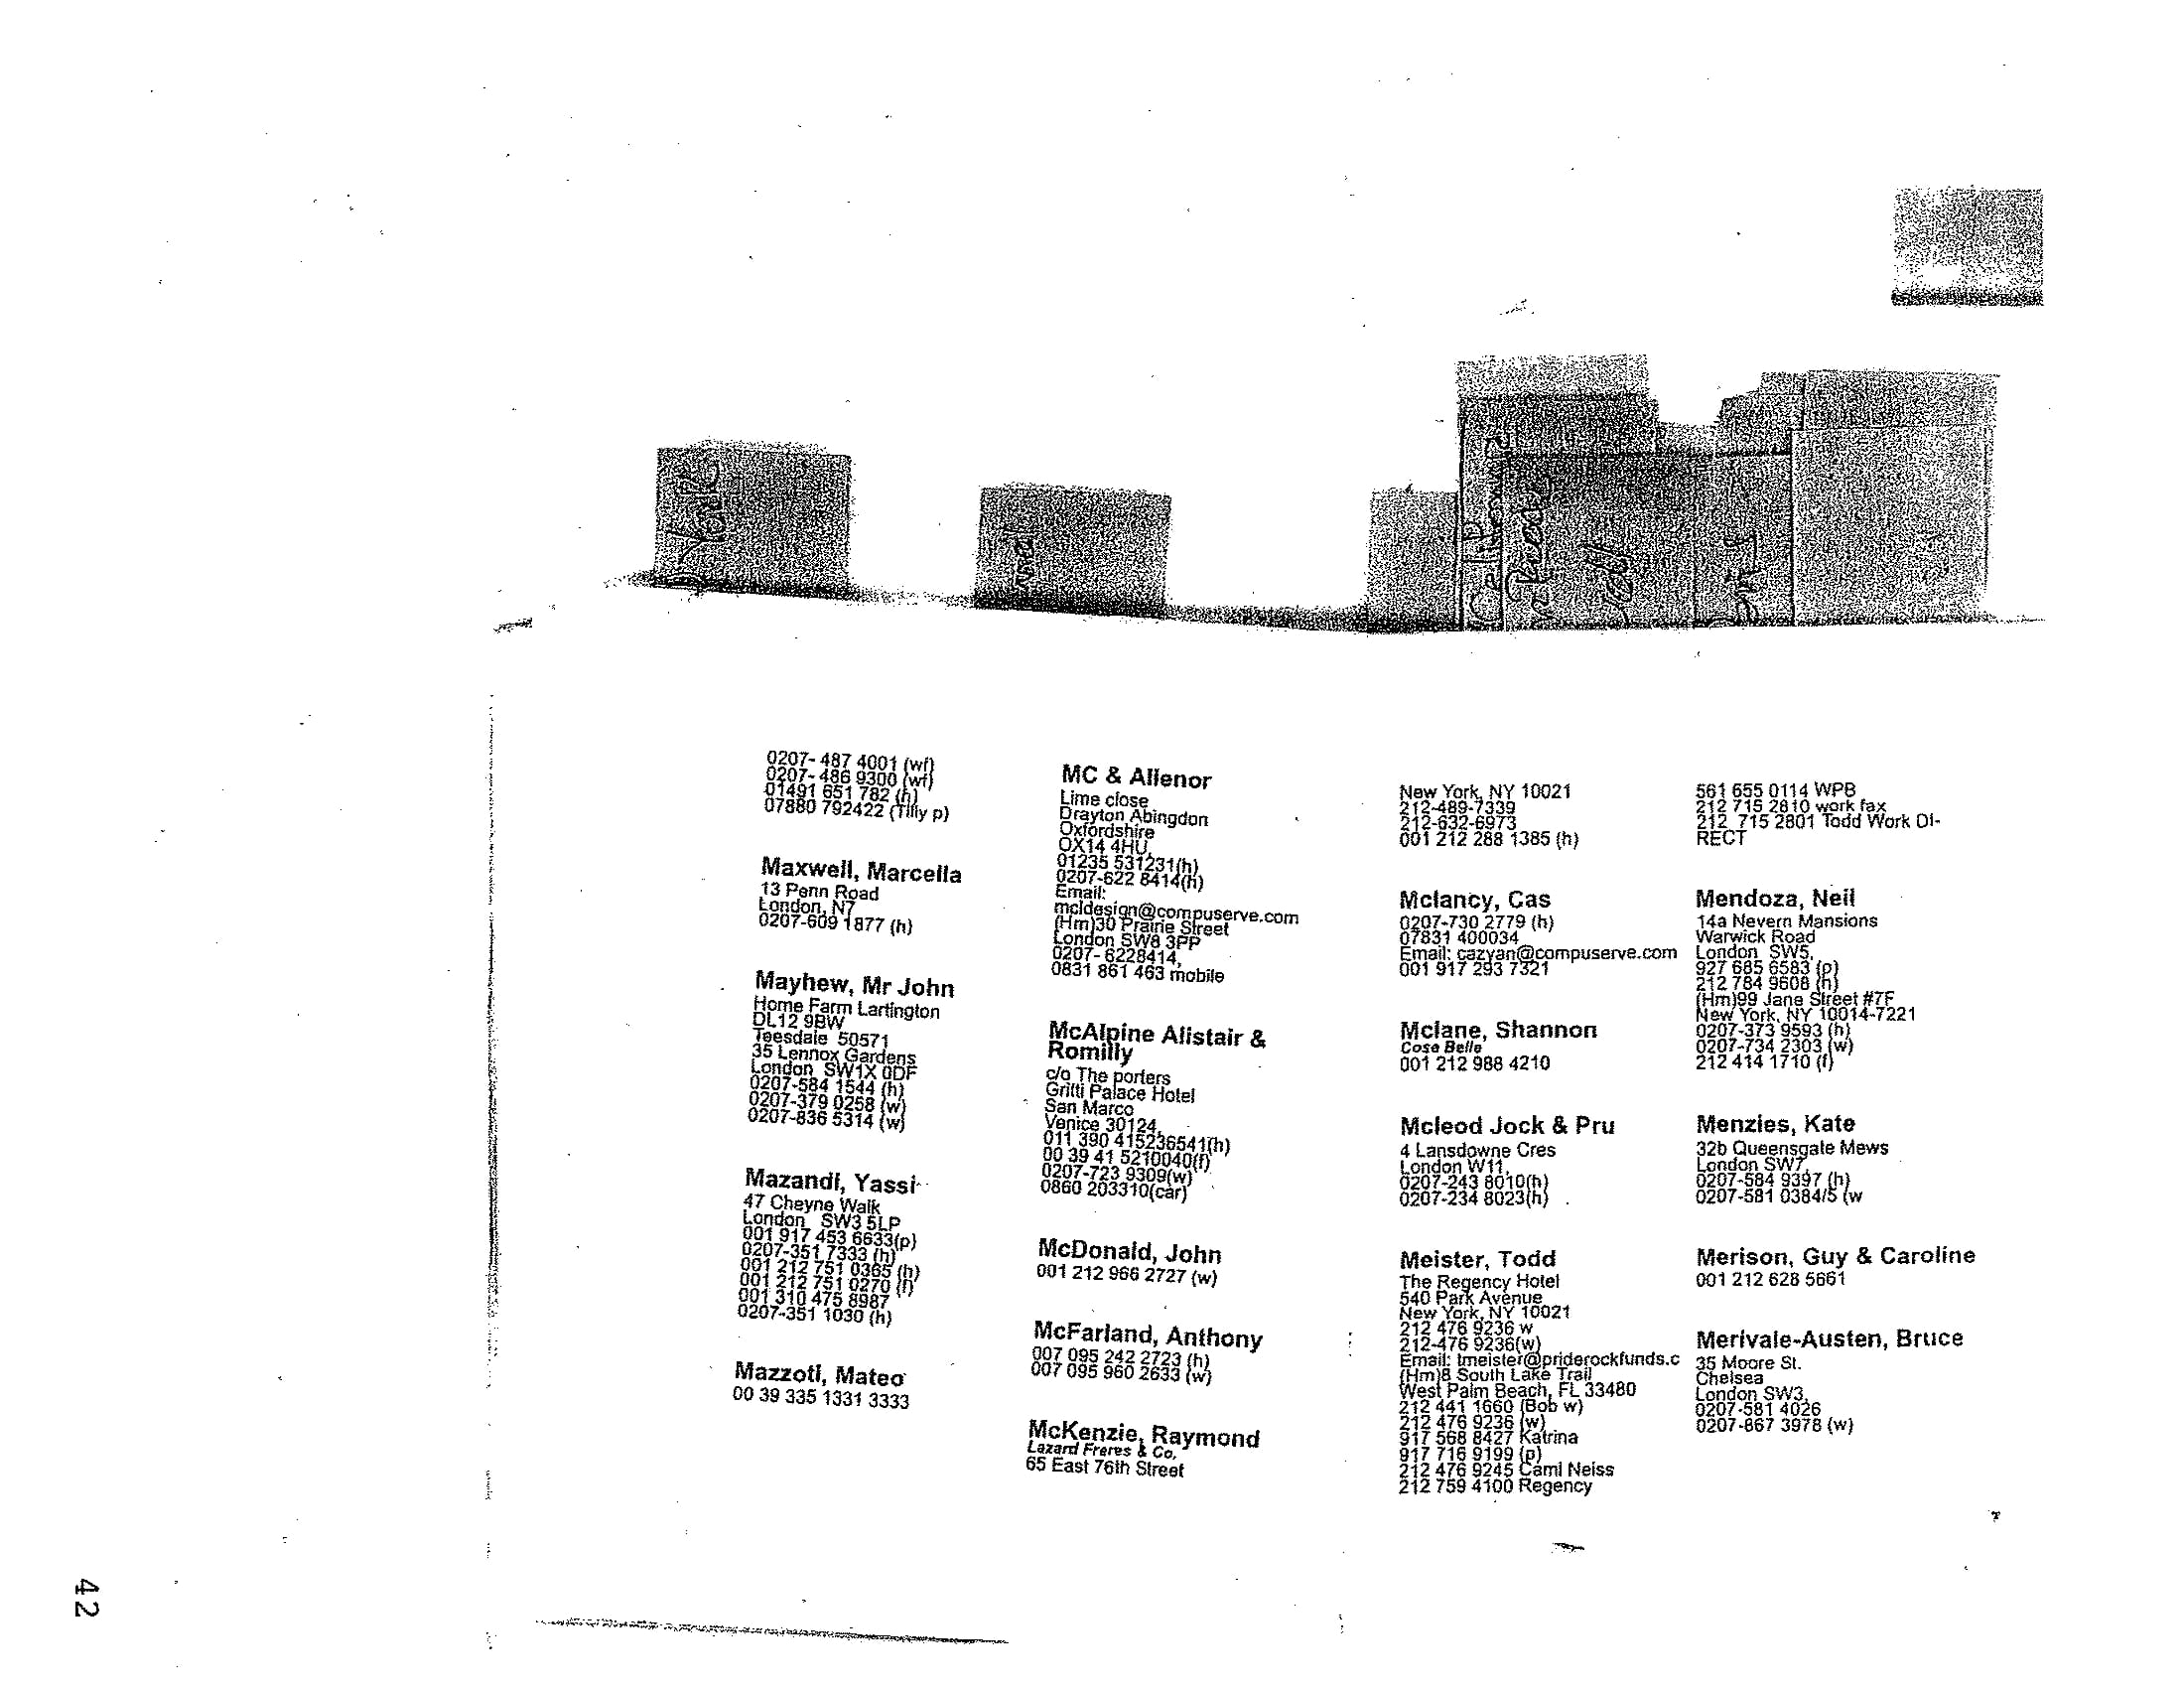 0207- 487 4001 (wf)
0207- 486 9300 (wf)
01491 651 782 (h)
07880 792422 (Tilly p)
Maxwell, Marcella
13 Penn Road
London, N7
0207-609 1877 (h)
Mayhew, Mr John
Home Farm Lartington
DL12 9BW
Teesdale 50571
35 Lennox Gardens
London SW1X 0DF
0207-584 1544 (h)
0207-379 0258 (w)
0207-836 5314 (w)
Mazandi, Yassi
47 Cheyne Walk
London SW3 5LP
001 917 453 6633(p)
0207-351 7333 (h)
001 212 751 0365 (h)
001 212 751 0270 (f)
001 310 475 8987
0207-351 1030 (h)
Mazzoti, Mateo
00 39 335 1331 3333
MC & Allenor
Lime close
Drayton Abingdon
Oxfordshire
OX14 4HU,
01235 531231(h)
0207-622 8414(h)
Email:
mcldesign@compuserve.com
(Hm)30 Prairie Street
London SW8 3PP
0207- 6228414,
0831 861 463 mobile
McAlpine Alistair &
Romilly
c/o The porters
Gritti Palace Hotel
San Marco
Venice 30124,
011 390 415236541(h)
00 39 41 5210040(f)
0207-723 9309(w)
0860 203310(car)
McDonald, John
001 212 966 2727 (w)
McFarland, Anthony
007 095 242 2723 (h)
007 095 960 2633 (w)
McKenzie, Raymond
Lazard Freres & Co,
65 East 76th Street
New York, NY 10021
212-489-7339
212-632-6973
001 212 288 1385 (h)
Mclancy, Cas
0207-730 2779 (h)
07831 400034
Email: cazyan@compuserve.com
001 917 293 7321
Mclane, Shannon
Cose Belle
001 212 988 4210
Mcleod Jock & Pru
4 Lansdowne Cres
London W11,
0207-243 8010(h)
0207-234 8023(h)
Meister, Todd
The Regency Hotel
540 Park Avenue
New York, NY 10021
212 476 9236 w
212-476 9236(w)
Email: tmeister@priderockfunds.c
(Hm)8 South Lake Trail
West Palm Beach, FL 33480
212 441 1660 (Bob w)
212 476 9236 (w)
917 568 8427 Katrina
917 716 9199 (p)
212 476 9245 Cami Neiss
212 759 4100 Regency
561 655 0114 WPB
212 715 2810 work fax
212 715 2801 Todd Work DI-
RECT
Mendoza, Neil
14a Nevern Mansions
Warwick Road
London SW5,
927 685 6583 (p)
212 784 9608 (h)
(Hm)99 Jane Street #7F
New York, NY 10014-7221
0207-373 9593 (h)
0207-734 2303 (w)
212 414 1710 (f)
Menzies, Kate
32b Queensgate Mews
London SW7,
0207-584 9397 (h)
0207-581 0384/5 (w
Merison, Guy & Caroline
001 212 628 5661
Merivale-Austen, Bruce
35 Moore St.
Chelsea
London SW3,
0207-581 4026
0207-867 3978 (w)
42